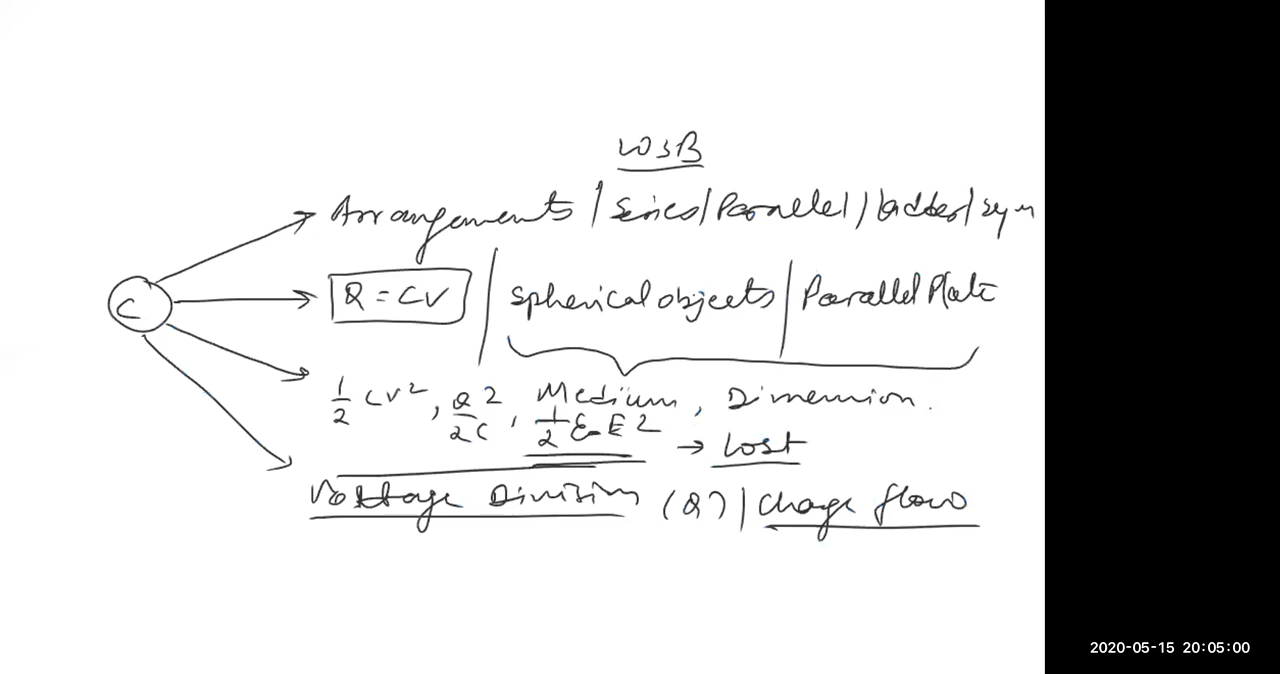 WSB
Arrangements / Series / Parallel / ladder / sym
C
Q = CV / Spherical objects / Parallel Plate
1/2 CV², Q²/2C, 1/2 ε₀E² Medium, Dimension.
→ Lost
Voltage Division (Q) | Charge flow
2020-05-15 20:05:00